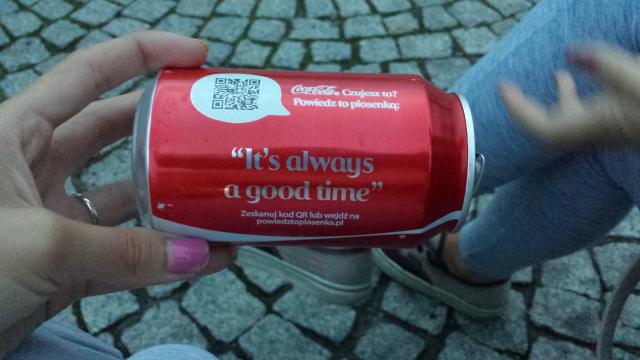 Coca-Cola. Czujesz to?
Powiedz to piosenką:
“It's always
a good time”
Zeskanuj kod QR lub wejdź na
powiedztopiosenka.pl